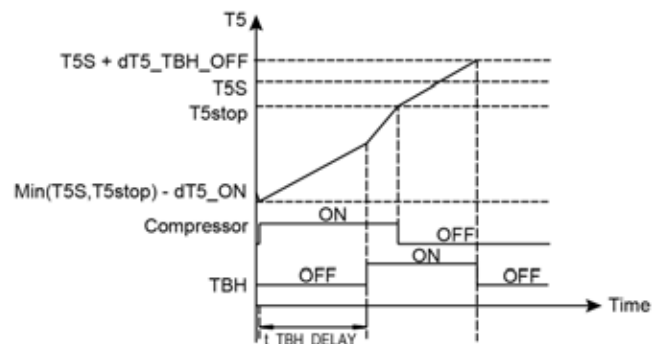 T5
T5S + dT5_TBH_OFF
T5S
T5stop
Min(T5S,T5stop) - dT5_ON
Compressor
ON
OFF
ON
TBH
OFF
OFF
Time
t_TBH_DELAY